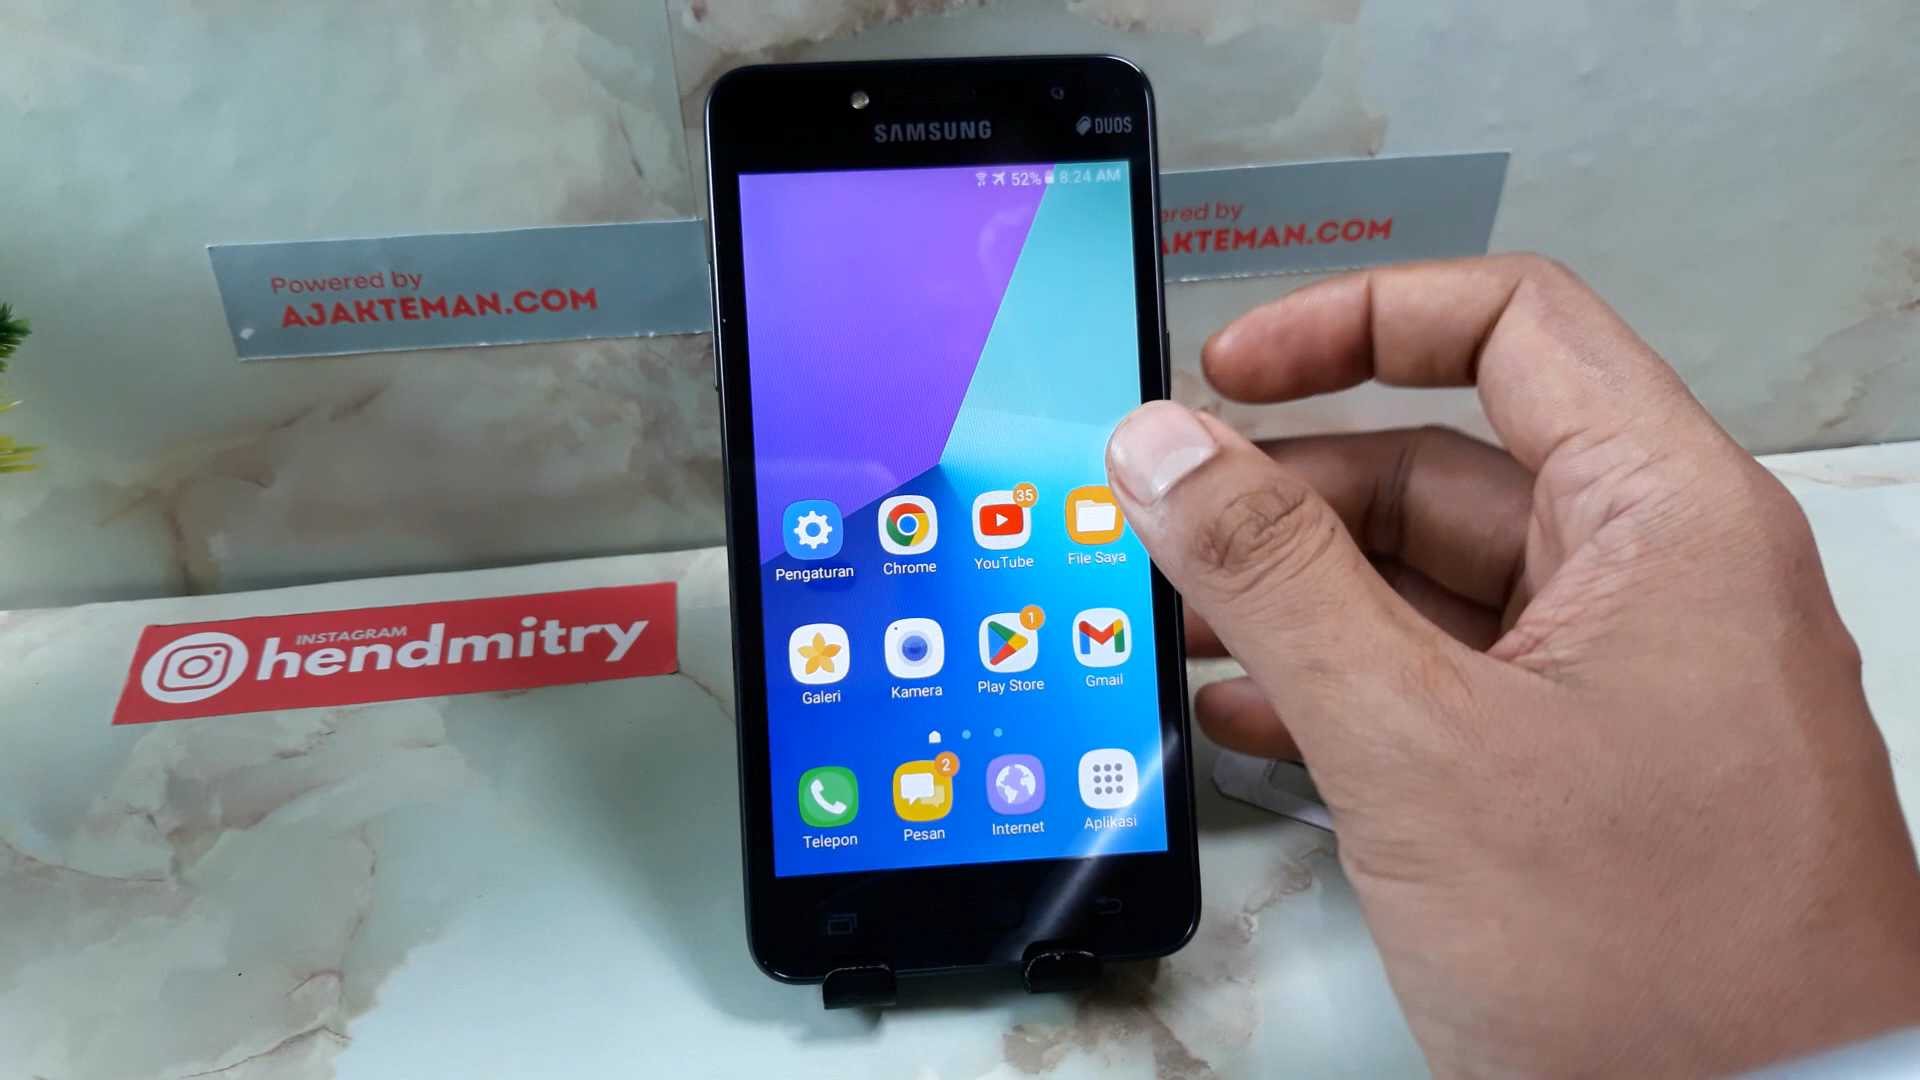 SAMSUNG
DUOS
52% 8:24 AM
Powered by
AJAKTEMAN.COM
ered by
AKTEMAN.COM
INSTAGRAM
hendmitry
35
Pengaturan
Chrome
YouTube
File Saya
1
Galeri
Kamera
Play Store
Gmail
2
Telepon
Pesan
Internet
Aplikasi